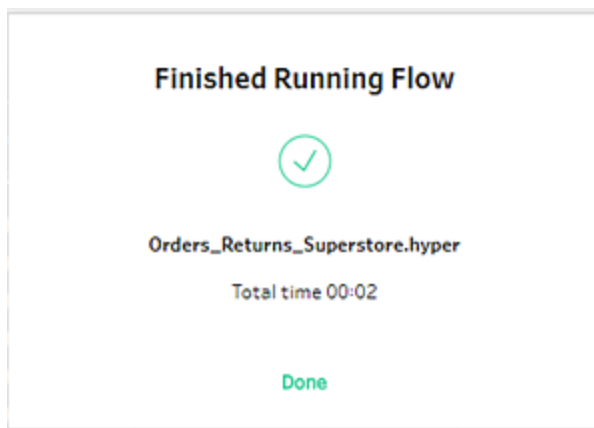 Finished Running Flow
Orders_Returns_Superstore.hyper
Total time 00:02
Done